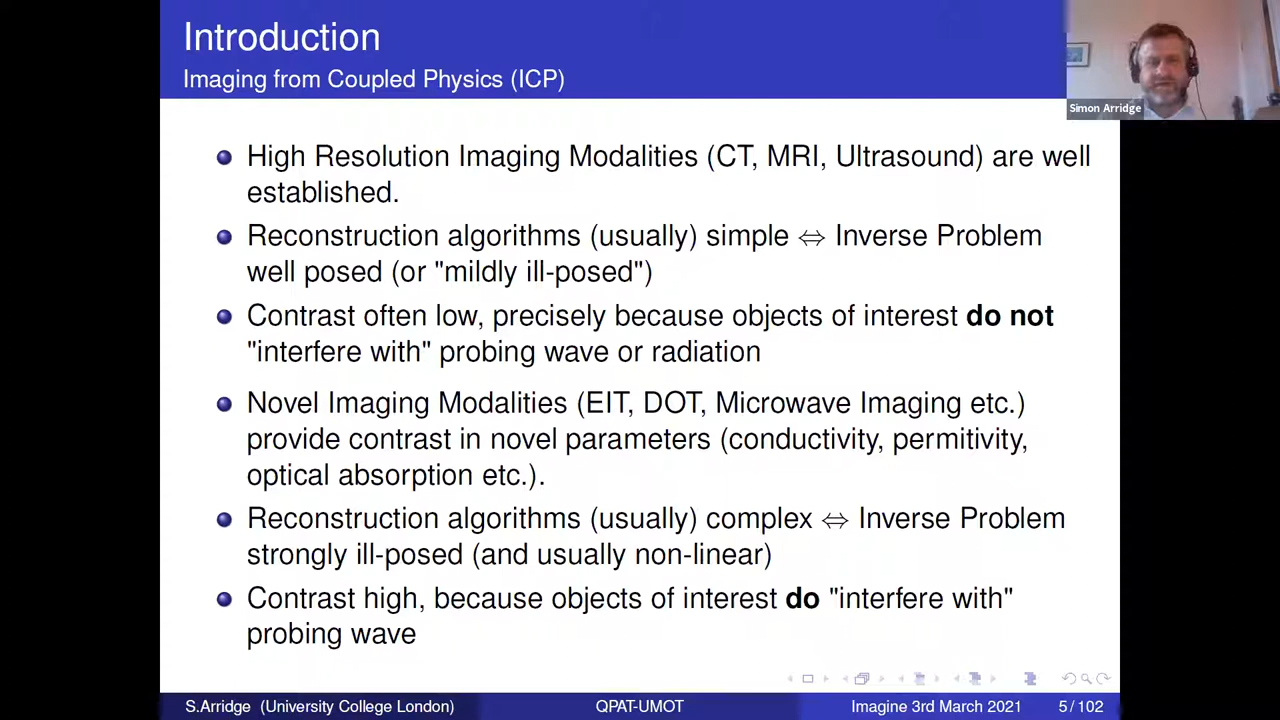 Introduction
Imaging from Coupled Physics (ICP)
Simon Arridge
High Resolution Imaging Modalities (CT, MRI, Ultrasound) are well
established.
Reconstruction algorithms (usually) simple ⇔ Inverse Problem
well posed (or "mildly ill-posed")
Contrast often low, precisely because objects of interest do not
"interfere with" probing wave or radiation
Novel Imaging Modalities (EIT, DOT, Microwave Imaging etc.)
provide contrast in novel parameters (conductivity, permitivity,
optical absorption etc.).
Reconstruction algorithms (usually) complex ⇔ Inverse Problem
strongly ill-posed (and usually non-linear)
Contrast high, because objects of interest do "interfere with"
probing wave
S.Arridge (University College London) QPAT-UMOT Imagine 3rd March 2021 5 / 102